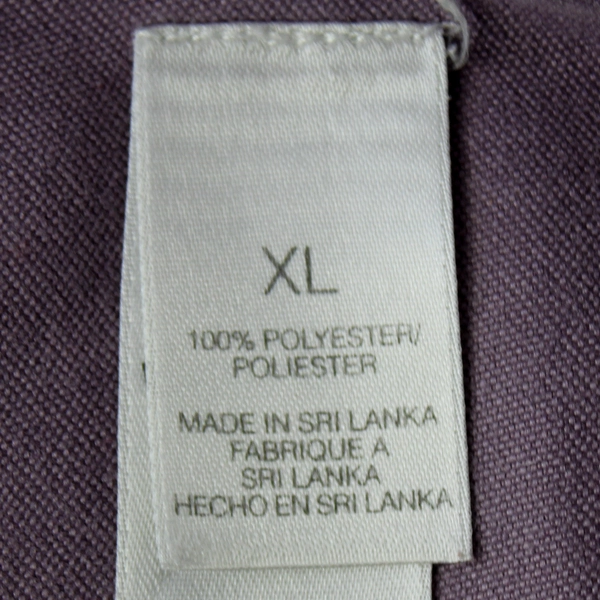 XL
100% POLYESTER/
POLIESTER
MADE IN SRI LANKA
FABRIQUE A
SRI LANKA
HECHO EN SRI LANKA